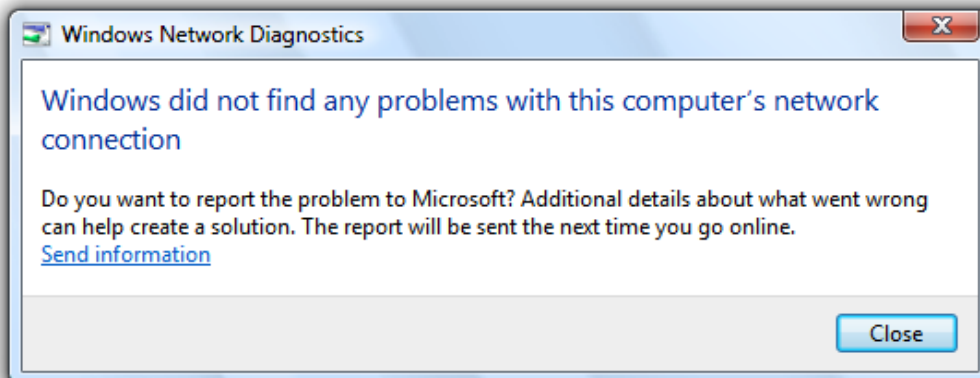 Windows Network Diagnostics
Windows did not find any problems with this computer´s network
connection
Do you want to report the problem to Microsoft? Additional details about what went wrong
can help create a solution. The report will be sent the next time you go online.
Send information
Close